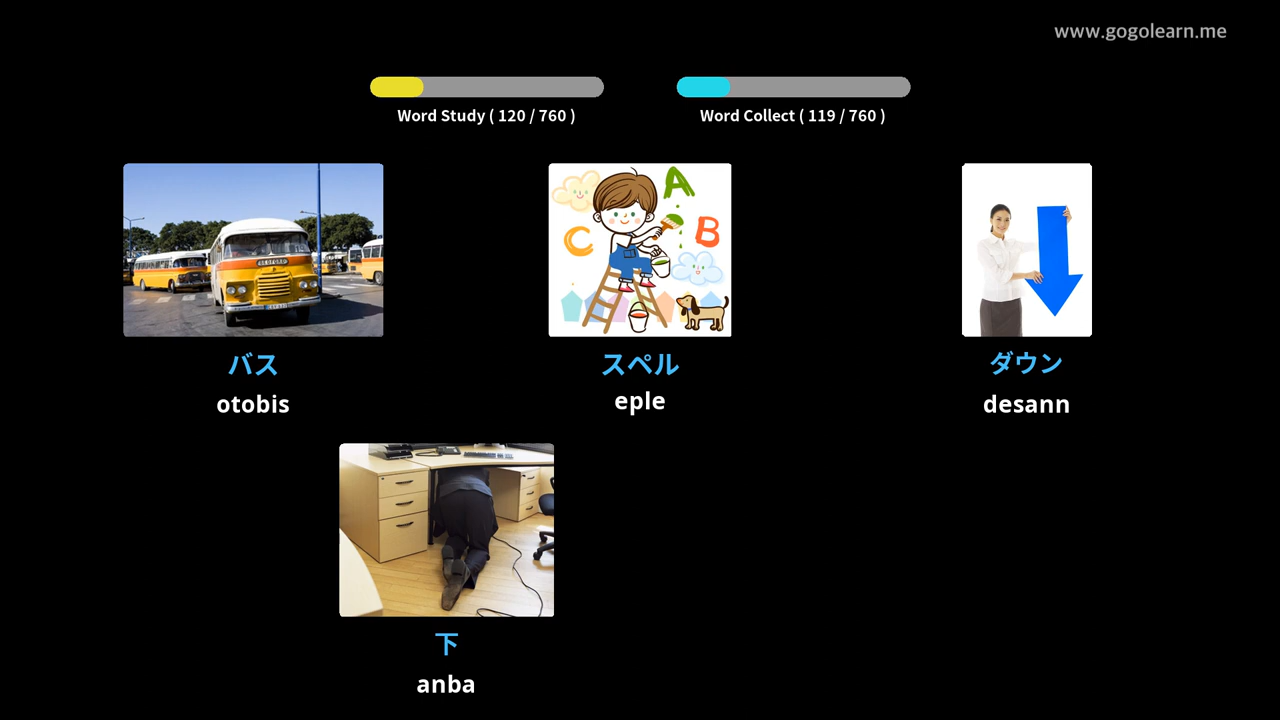 www.gogolearn.me
Word Study ( 120 / 760 )
Word Collect ( 119 / 760 )
バス
otobis
スペル
eple
ダウン
desann
A
B
C
BEDFORD
下
anba